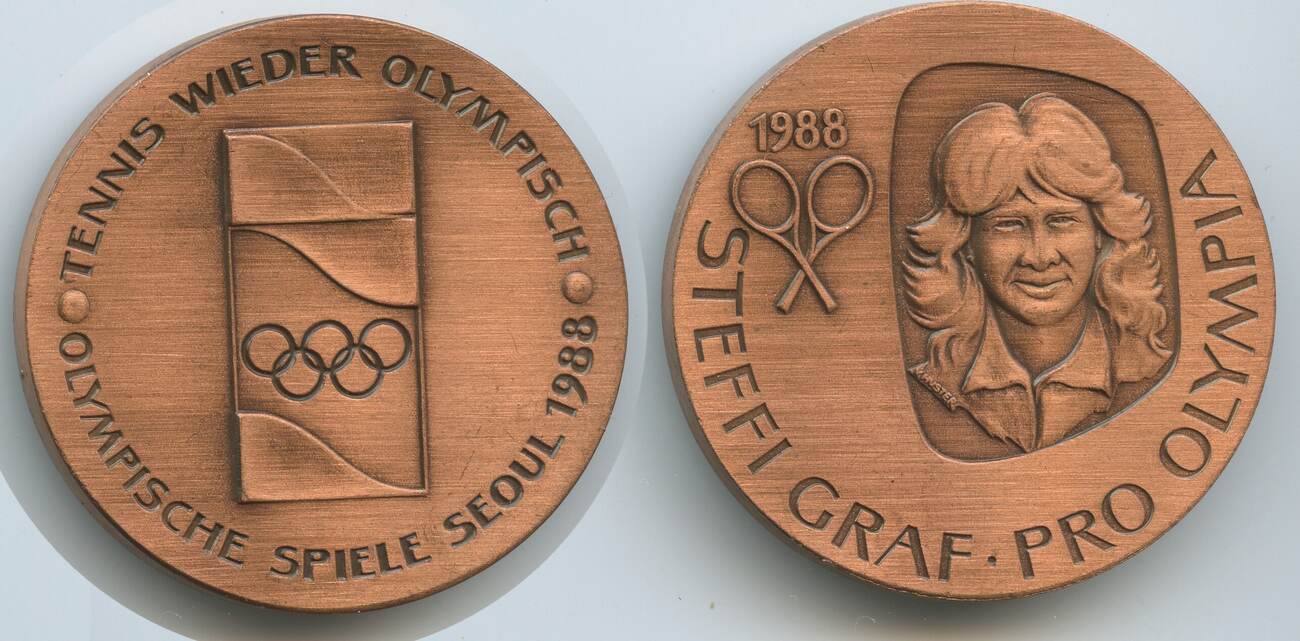 TENNIS WIEDER OLYMPISCH
OLYMPISCHE SPIELE SEOUL 1988
1988
STEFFI GRAF · PRO OLYMPIA